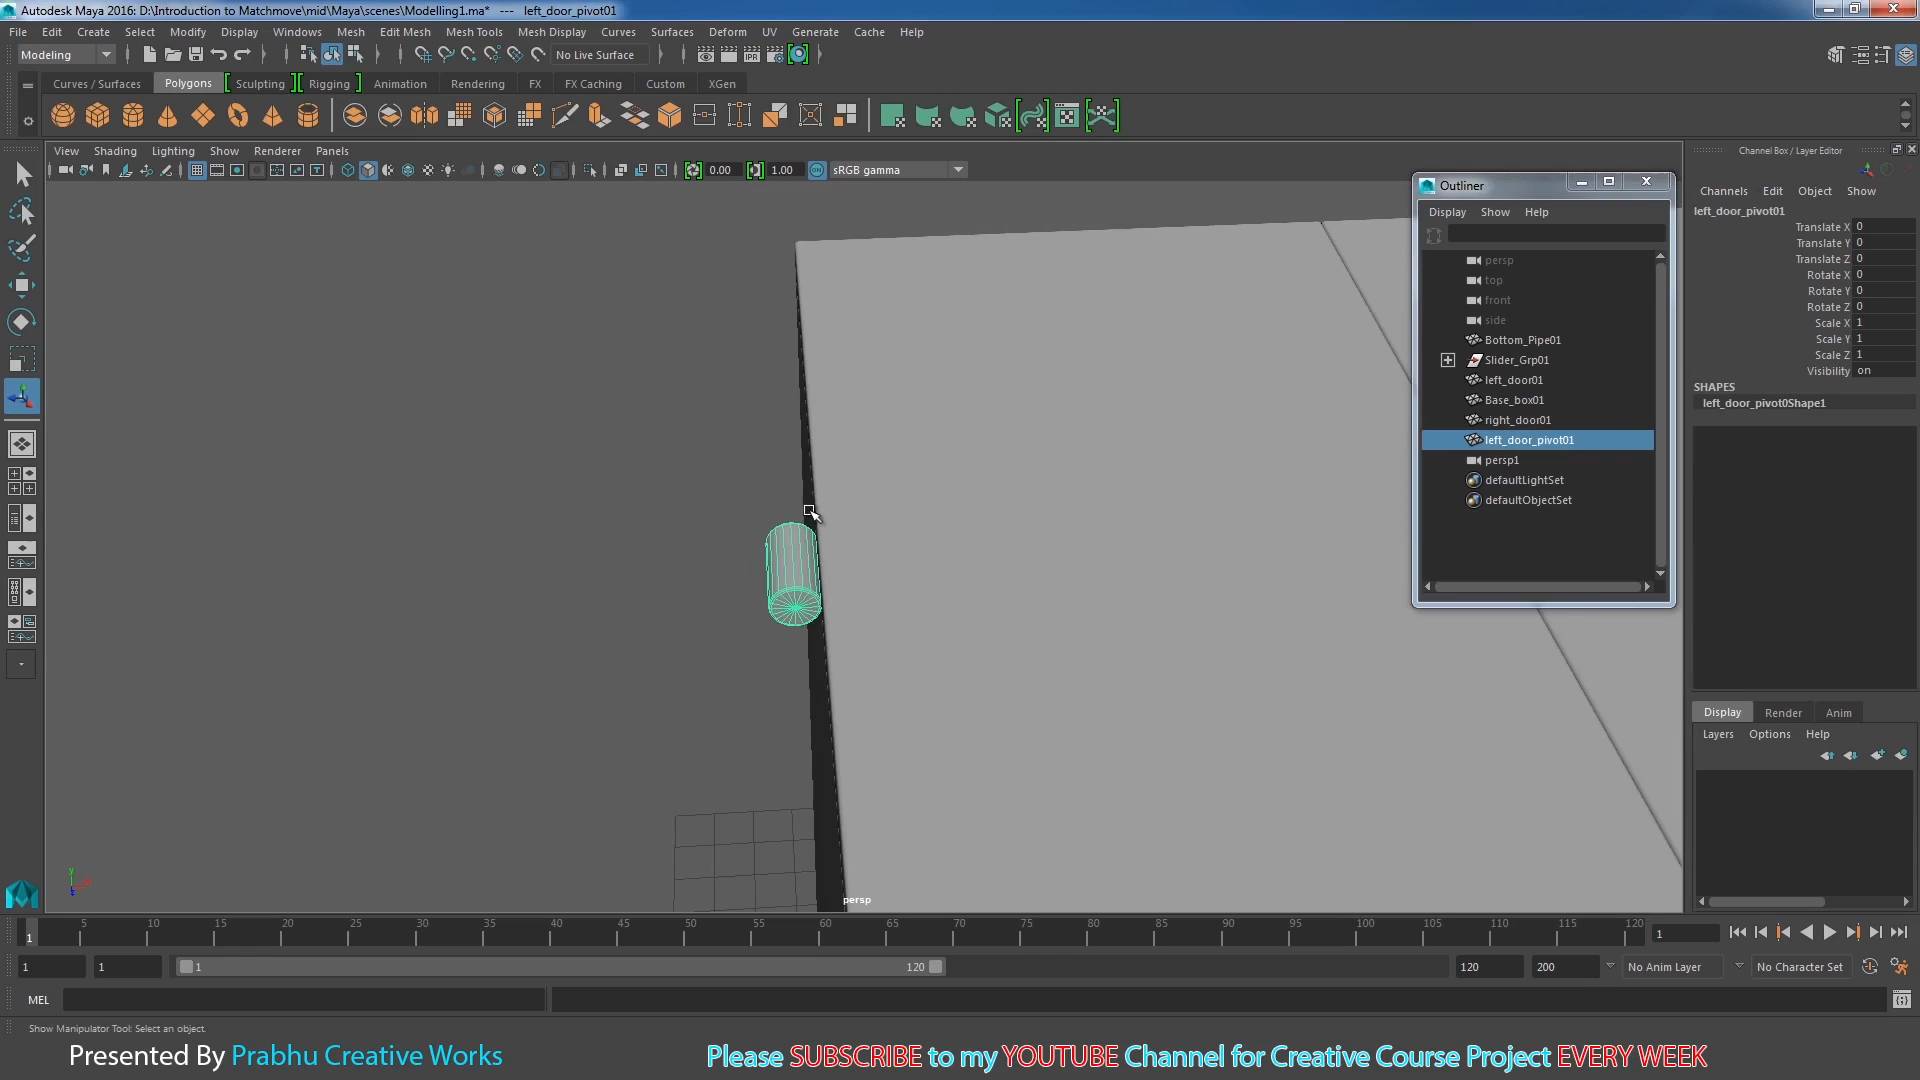 Autodesk Maya 2016: D:\Introduction to Matchmove\mid\Maya\scenes\Modelling1.ma* --- left_door_pivot01
File Edit Create Select Modify Display Windows Mesh Edit Mesh Mesh Tools Mesh Display Curves Surfaces Deform UV Generate Cache Help
Modeling No Live Surface
Curves / Surfaces Polygons Sculpting Rigging Animation Rendering FX FX Caching Custom XGen
View Shading Lighting Show Renderer Panels
0.00 1.00 sRGB gamma
Channel Box / Layer Editor
Channels Edit Object Show
left_door_pivot01
Translate X 0
Translate Y 0
Translate Z 0
Rotate X 0
Rotate Y 0
Rotate Z 0
Scale X 1
Scale Y 1
Scale Z 1
Visibility on
SHAPES
left_door_pivot0Shape1
Outliner
Display Show Help
persp
top
front
side
Bottom_Pipe01
Slider_Grp01
left_door01
Base_box01
right_door01
left_door_pivot01
persp1
defaultLightSet
defaultObjectSet
Display Render Anim
Layers Options Help
persp
1 5 10 15 20 25 30 35 40 45 50 55 60 65 70 75 80 85 90 95 100 105 110 115 120 1
1 1 1 120 120 200 No Anim Layer No Character Set
MEL
Show Manipulator Tool: Select an object.
Presented By Prabhu Creative Works
Please SUBSCRIBE to my YOUTUBE Channel for Creative Course Project EVERY WEEK